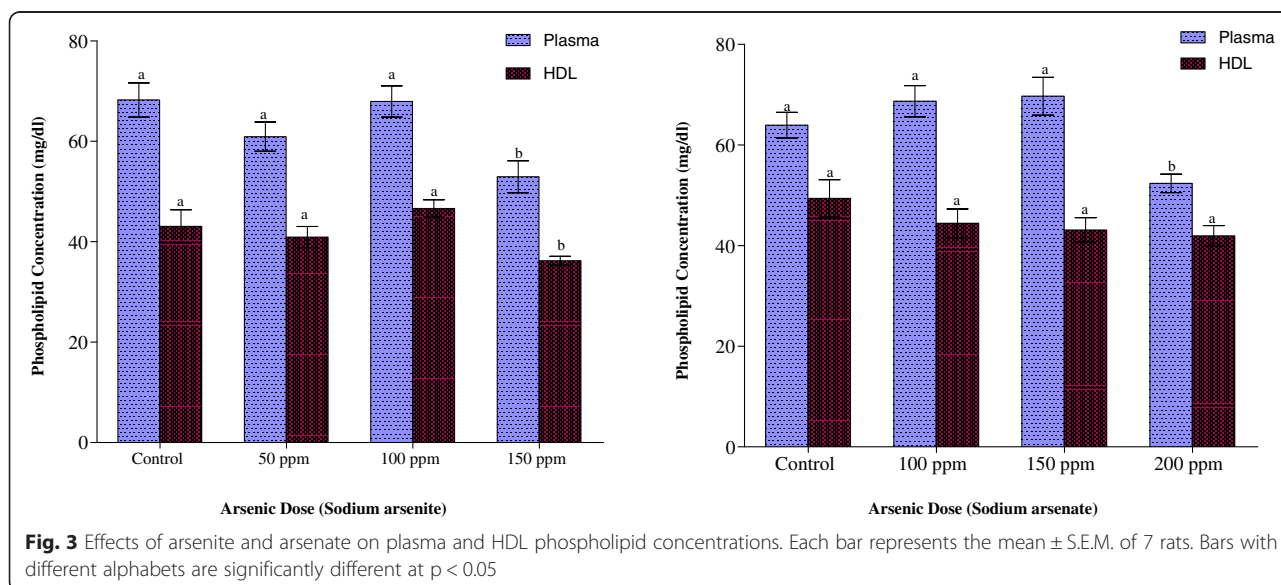 80
60
40
20
0
Phospholipid Concentration (mg/dl)
Plasma
HDL
a
a
a
a
a
a
b
b
Control
50 ppm
100 ppm
150 ppm
Arsenic Dose (Sodium arsenite)
80
60
40
20
0
Phospholipid Concentration (mg/dl)
Plasma
HDL
a
a
a
a
a
a
b
a
Control
100 ppm
150 ppm
200 ppm
Arsenic Dose (Sodium arsenate)
Fig. 3 Effects of arsenite and arsenate on plasma and HDL phospholipid concentrations. Each bar represents the mean ± S.E.M. of 7 rats. Bars with
different alphabets are significantly different at p < 0.05